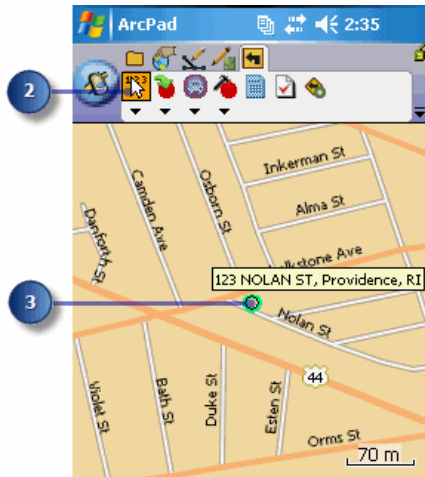 ArcPad 2:35
2
123
Inkerman St
Camden Ave
Osborn St
Alma St
Danforth St
lkstone Ave
123 NOLAN ST, Providence, RI
3
Nolan St
44
Violet St
Bath St
Duke St
Esten St
Orms St
70 m